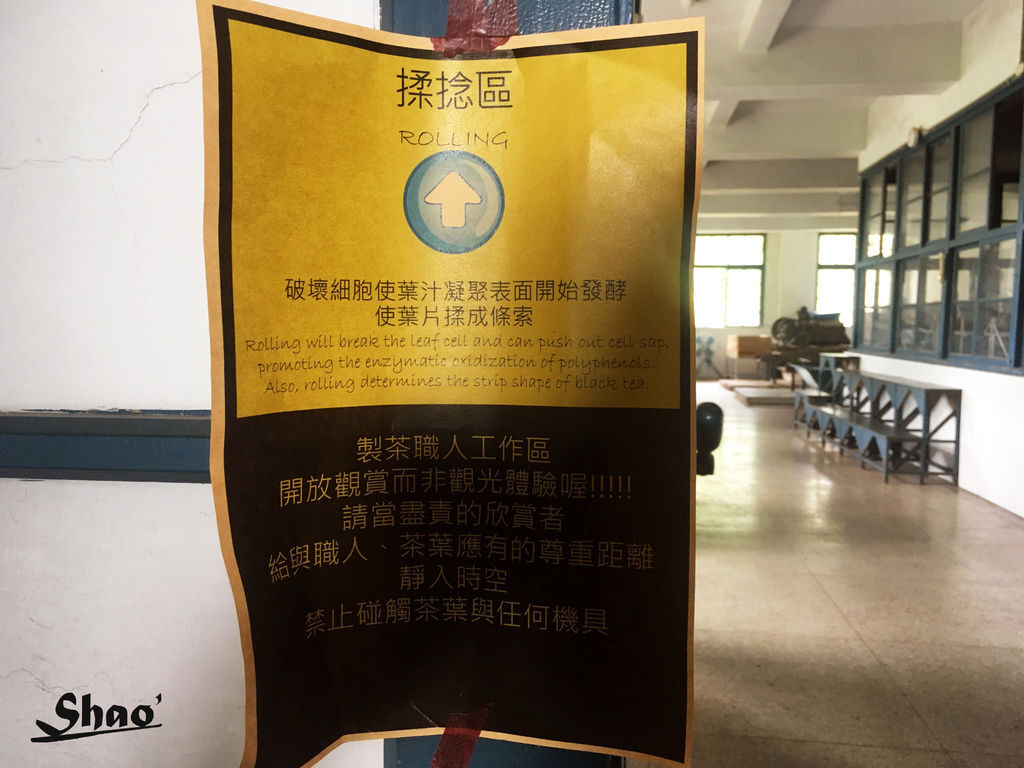 揉捻區
ROLLING
破壞細胞使葉汁凝聚表面開始發酵
使葉片揉成條索
Rolling will break the leaf cell and can push out cell sap,
promoting the enzymatic oxidization of polyphenols.
Also, rolling determines the strip shape of black tea.
製茶職人工作區
開放觀賞而非觀光體驗喔!!!!!
請當盡責的欣賞者
給與職人、茶葉應有的尊重距離
靜入時空
禁止碰觸茶葉與任何機具
Shao'